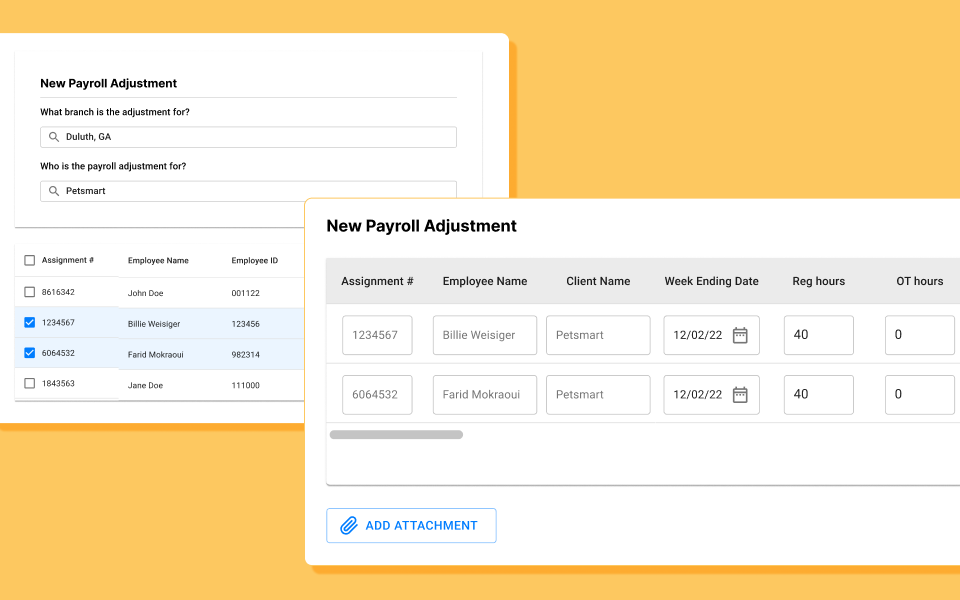 New Payroll Adjustment
What branch is the adjustment for?
Duluth, GA
Who is the payroll adjustment for?
Petsmart
Assignment # Employee Name Employee ID
8616342 John Doe 001122
1234567 Billie Weisiger 123456
6064532 Farid Mokraoui 982314
1843563 Jane Doe 111000
New Payroll Adjustment
Assignment # Employee Name Client Name Week Ending Date Reg hours OT hours
1234567 Billie Weisiger Petsmart 12/02/22 40 0
6064532 Farid Mokraoui Petsmart 12/02/22 40 0
ADD ATTACHMENT